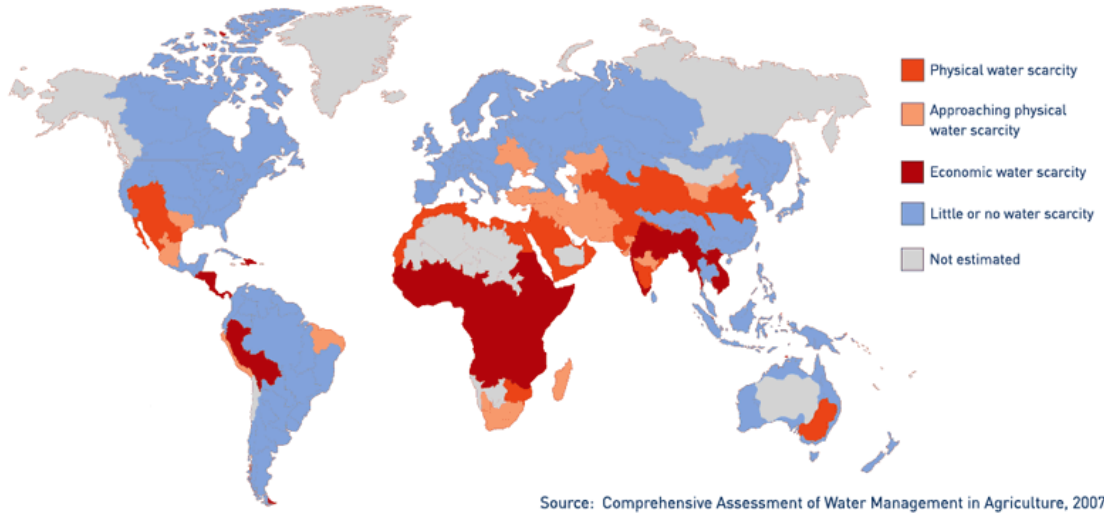 Physical water scarcity
Approaching physical
water scarcity
Economic water scarcity
Little or no water scarcity
Not estimated
Source: Comprehensive Assessment of Water Management in Agriculture, 2007